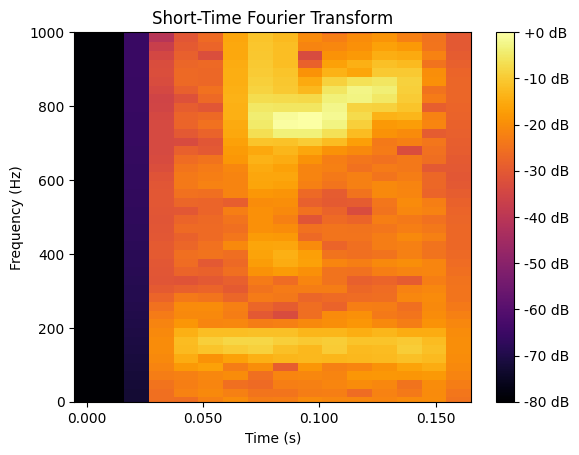 Short-Time Fourier Transform
Frequency (Hz)
1000
800
600
400
200
0
0.000
0.050
0.100
0.150
Time (s)
+0 dB
-10 dB
-20 dB
-30 dB
-40 dB
-50 dB
-60 dB
-70 dB
-80 dB